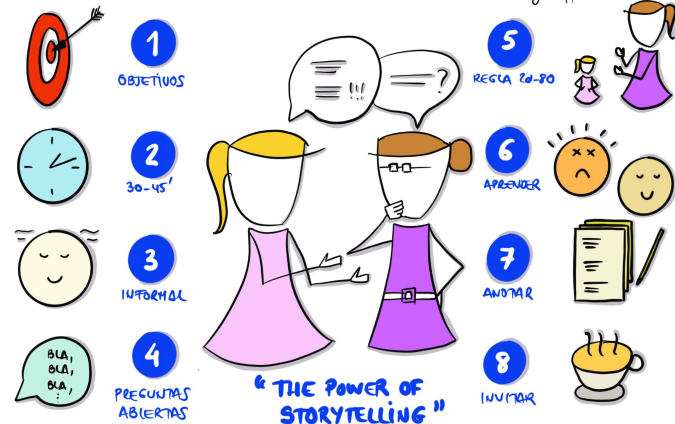 1
OBJETIVOS
2
30-45'
3
INFORMAL
4
PREGUNTAS
ABIERTAS
BLA,
BLA,
BLA,
!!!
?
"THE POWER OF
STORYTELLING"
5
REGLA 20-80
6
APRENDER
7
ANOTAR
8
INVITAR